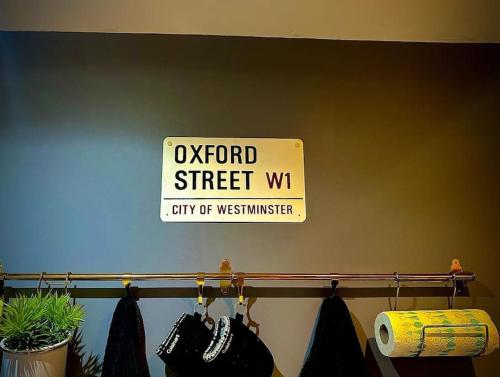 OXFORD
STREET W1
CITY OF WESTMINSTER